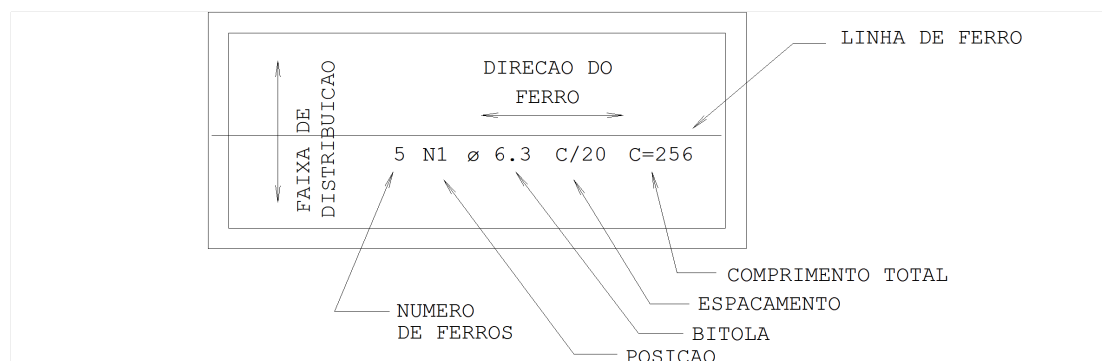 LINHA DE FERRO
DIRECAO DO
FERRO
FAIXA DE
DISTRIBUICAO
5 N1 ⌀ 6.3 C/20 C=256
COMPRIMENTO TOTAL
ESPACAMENTO
NUMERO
DE FERROS
BITOLA
POSICAO